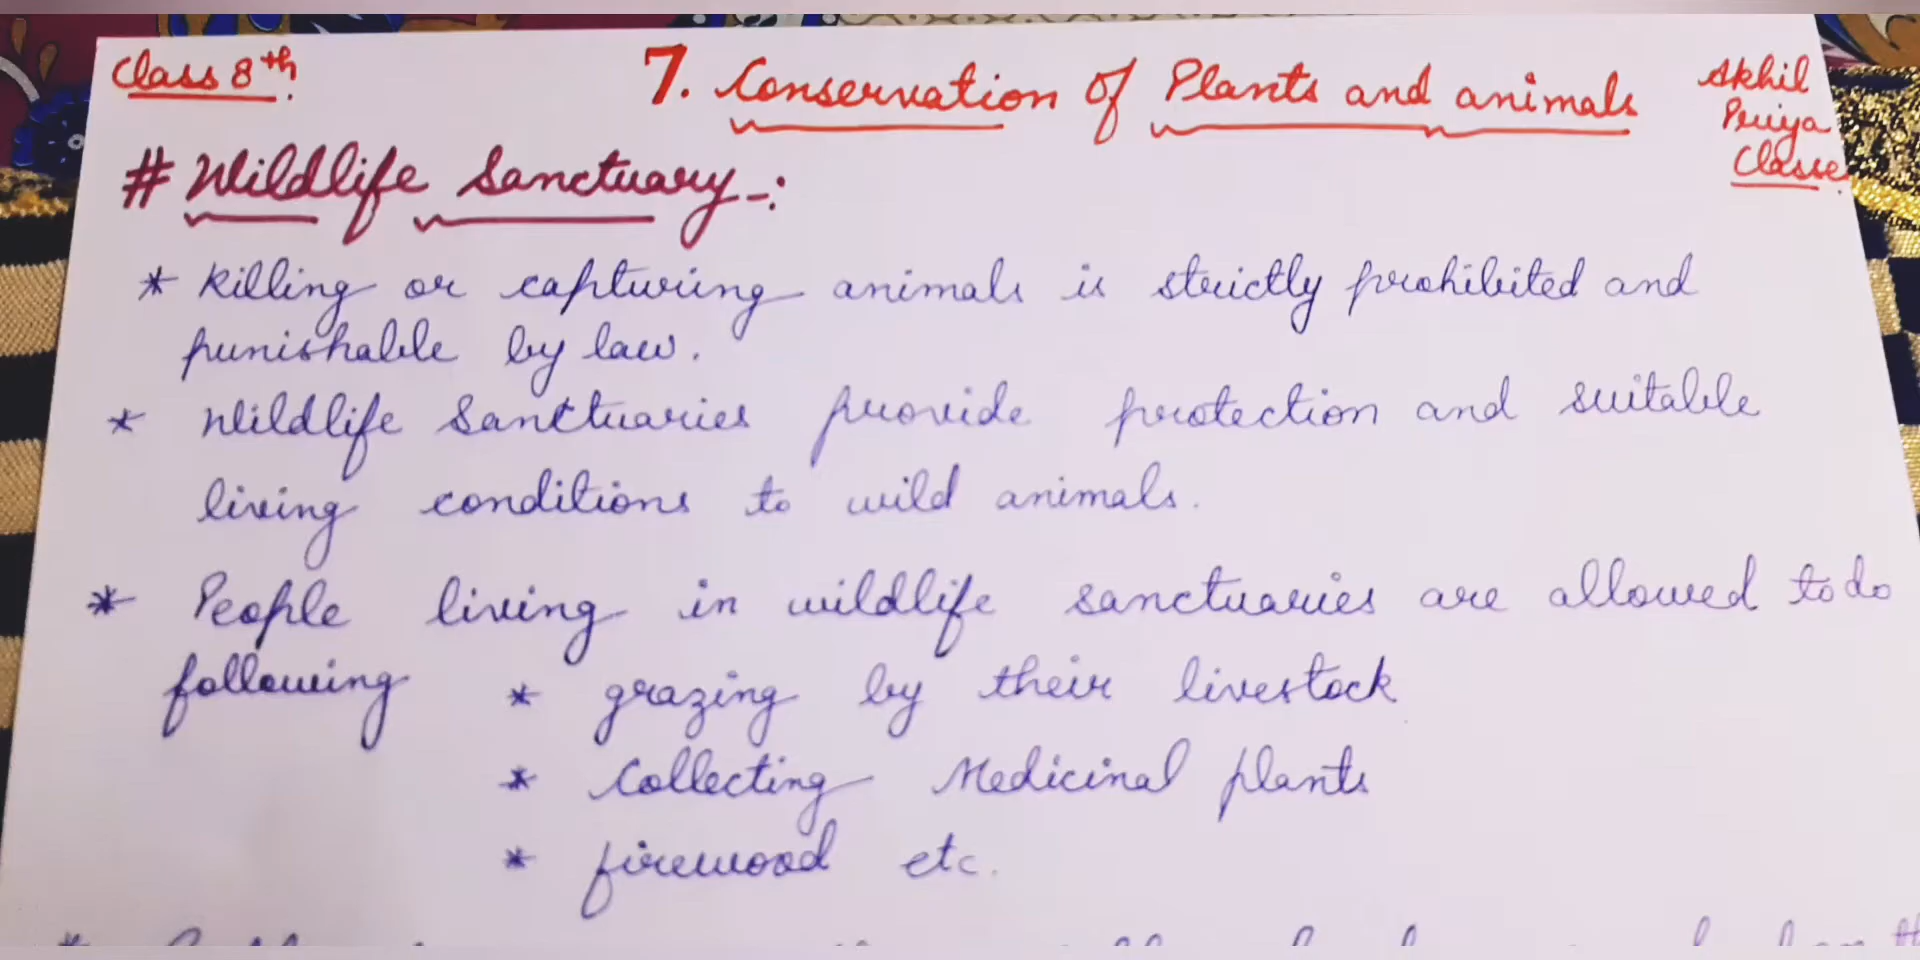 Class 8th.
7. Conservation of Plants and animals
Akhil
Priya
Classe
# Wildlife Sanctuary -:
* Killing or capturing animals is strictly prohibited and
punishable by law.
* Wildlife Sanctuaries provide protection and suitable
living conditions to wild animals.
* People living in wildlife sanctuaries are allowed to do
following * grazing by their livestock
* Collecting Medicinal plants
* firewood etc.